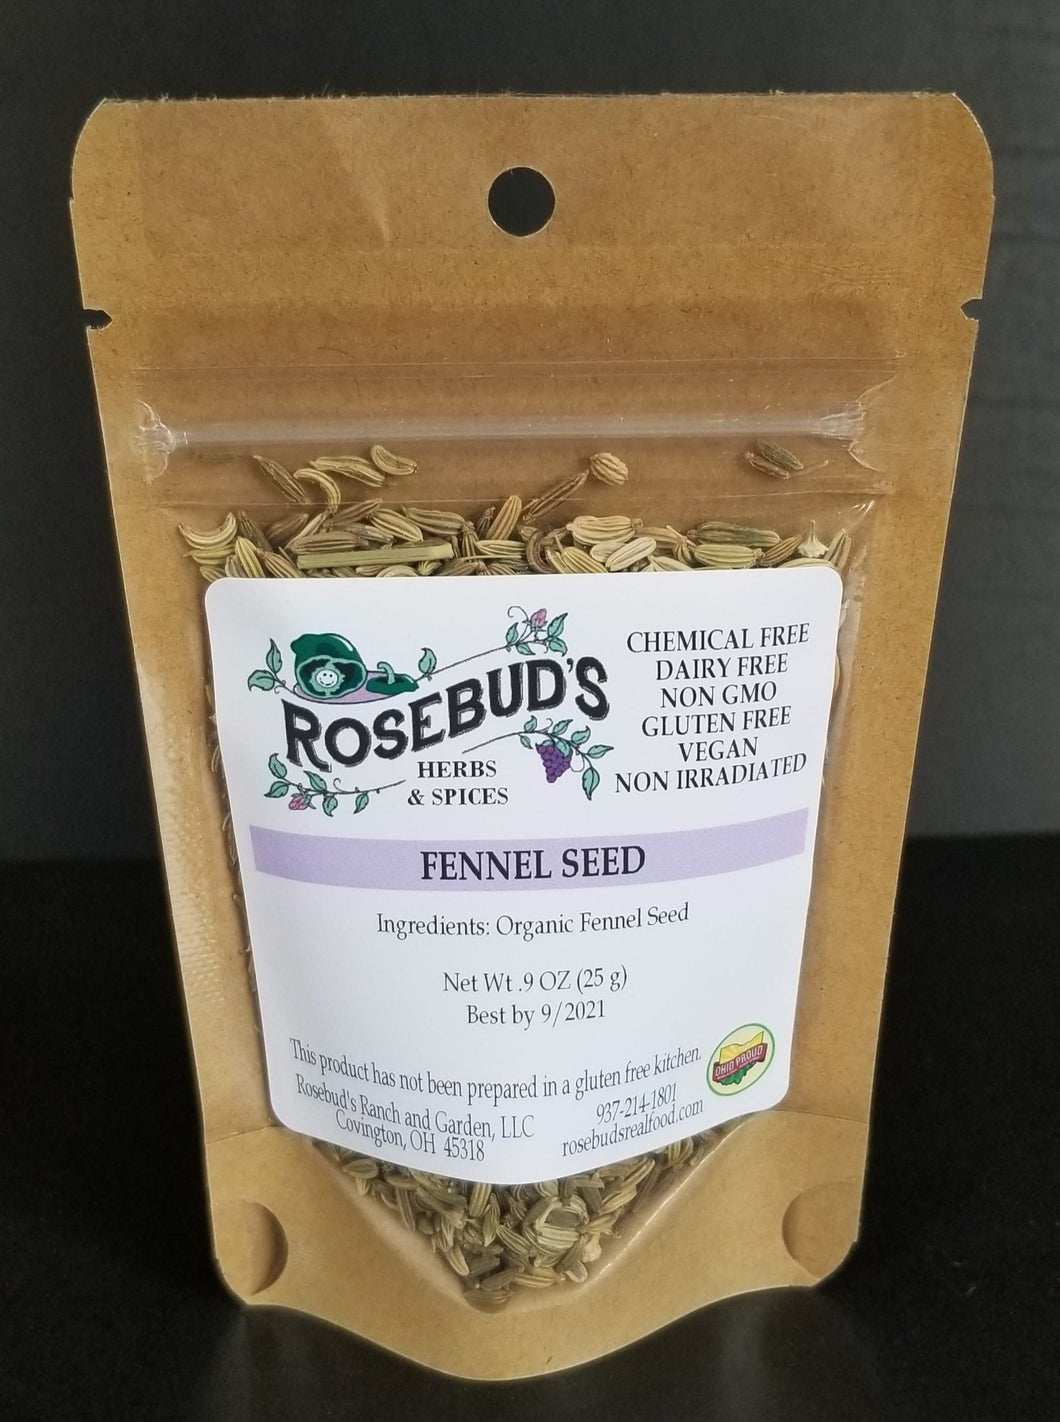 ROSEBUD'S
HERBS
& SPICES
CHEMICAL FREE
DAIRY FREE
NON GMO
GLUTEN FREE
VEGAN
NON IRRADIATED
FENNEL SEED
Ingredients: Organic Fennel Seed
Net Wt .9 OZ (25 g)
Best by 9/2021
This product has not been prepared in a gluten free kitchen.
Rosebud's Ranch and Garden, LLC
Covington, OH 45318
937-214-1801
rosebudsrealfood.com
OHIO PROUD